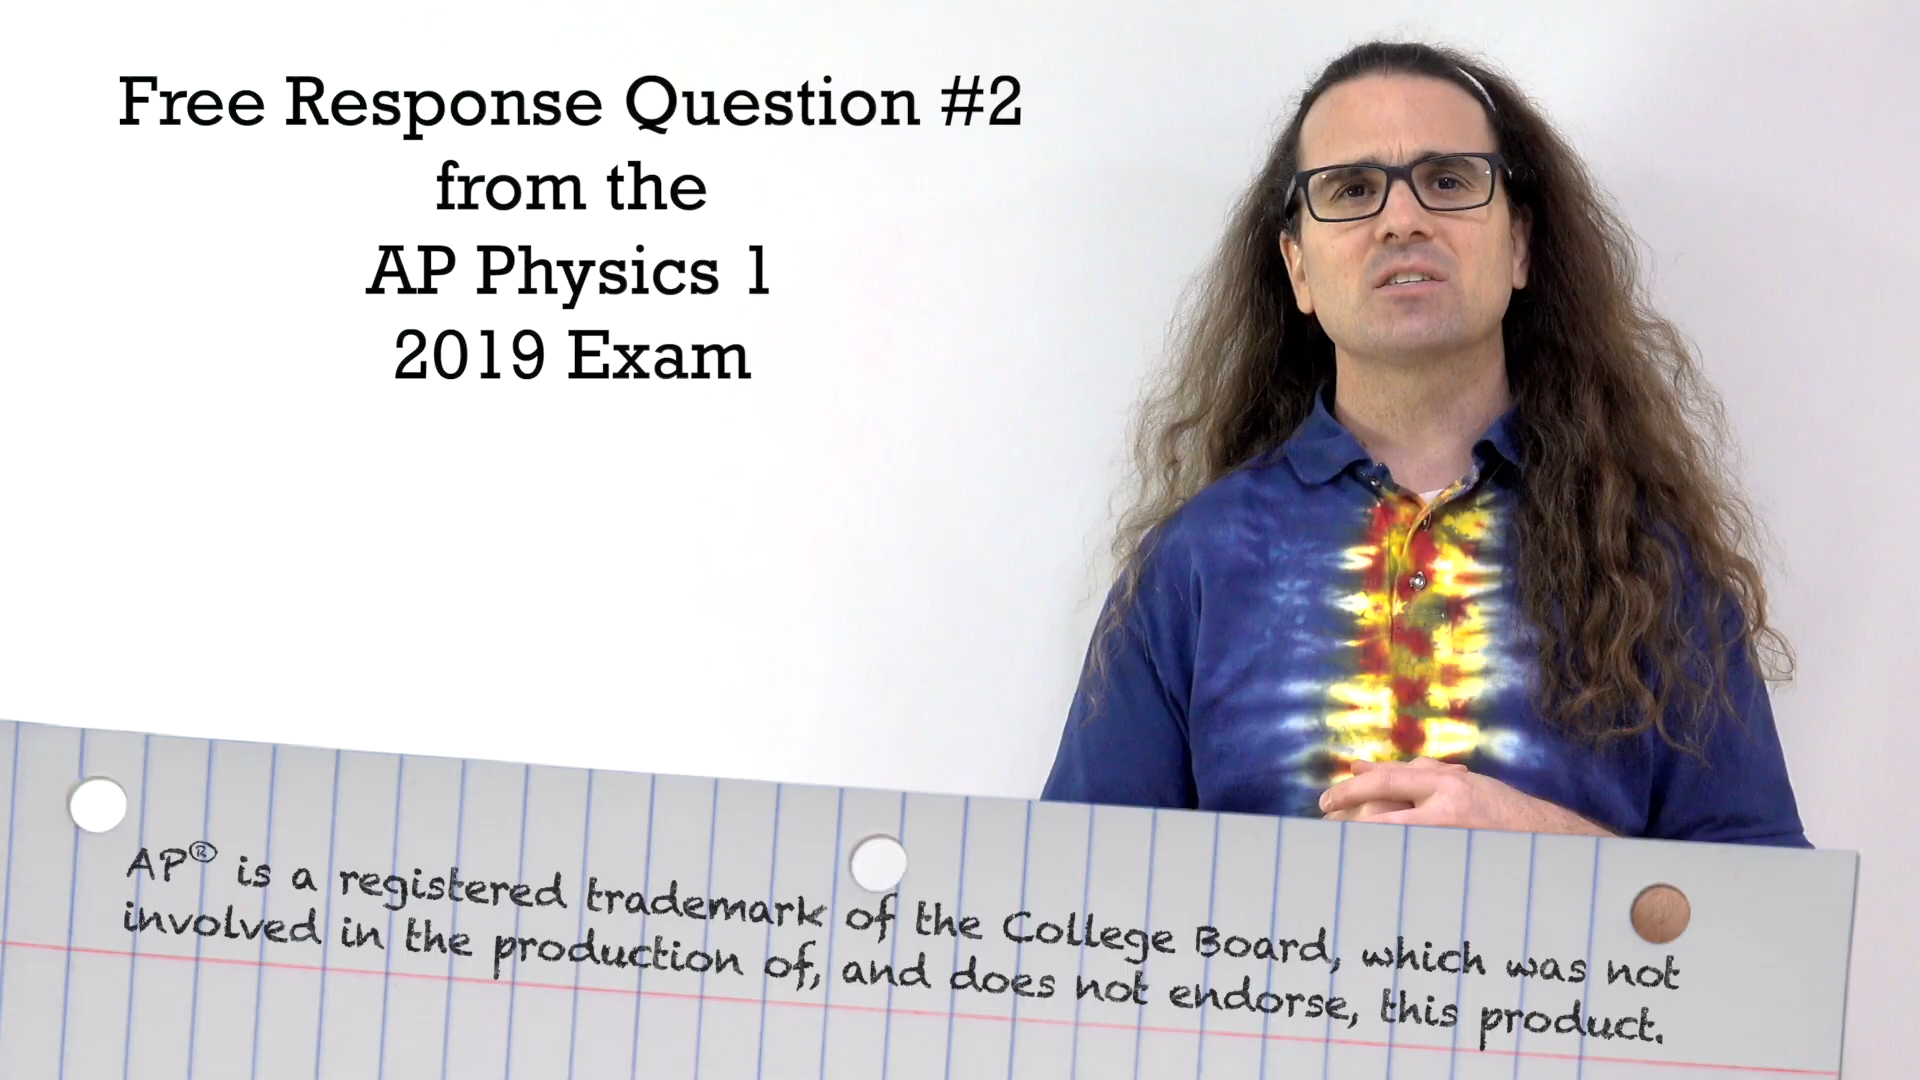 Free Response Question #2
from the
AP Physics 1
2019 Exam
AP® is a registered trademark of the College Board, which was not
involved in the production of, and does not endorse, this product.